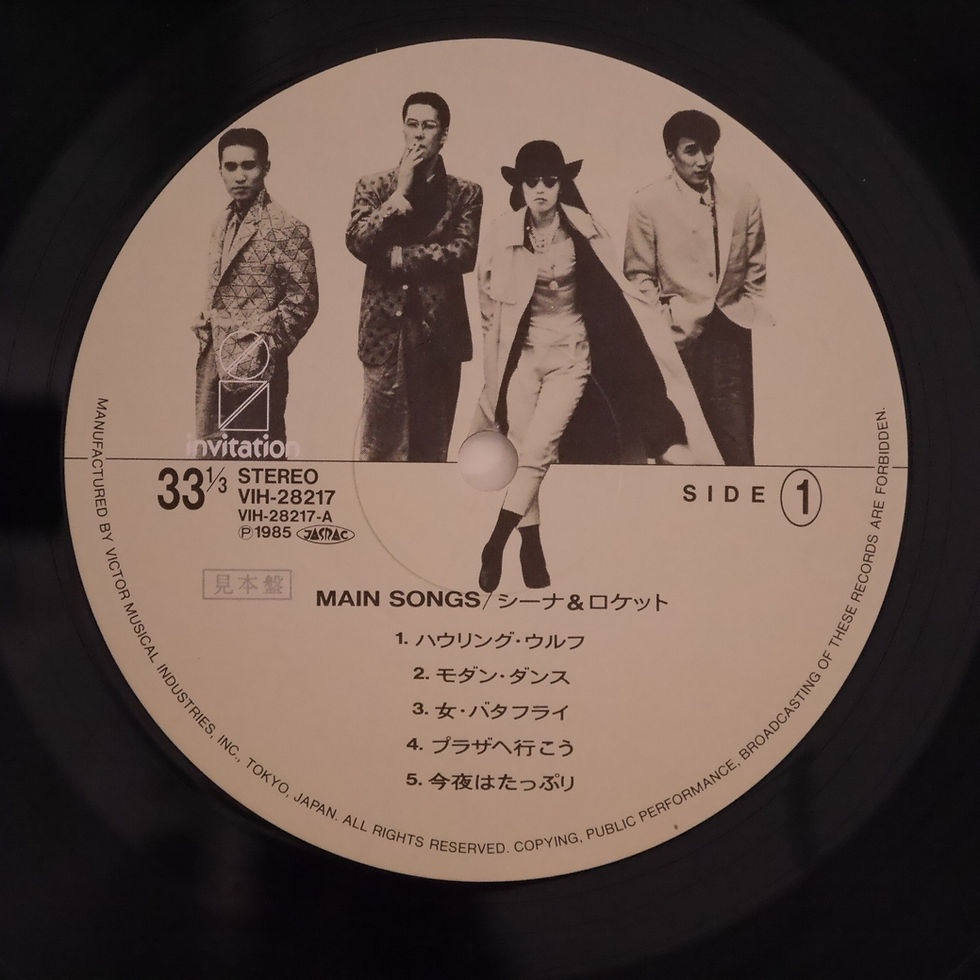 invitation
33 1/3 STEREO
VIH-28217
VIH-28217-A
Ⓟ1985 JASRAC
SIDE 1
見本盤
MAIN SONGS/シーナ&ロケット
1. ハウリング・ウルフ
2. モダン・ダンス
3. 女・バタフライ
4. プラザへ行こう
5. 今夜はたっぷり
MANUFACTURED BY VICTOR MUSICAL INDUSTRIES, INC., TOKYO, JAPAN. ALL RIGHTS RESERVED. COPYING, PUBLIC PERFORMANCE, BROADCASTING OF THESE RECORDS ARE FORBIDDEN.